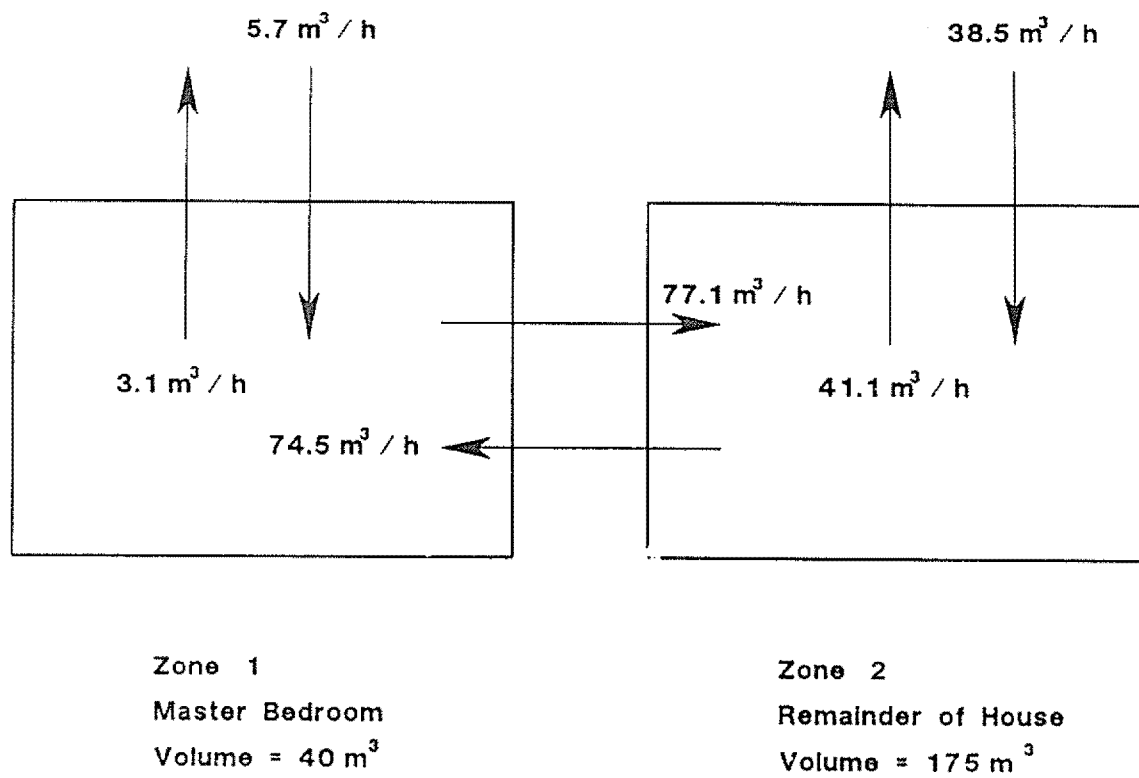 5.7 m³ / h
38.5 m³ / h
77.1 m³ / h
3.1 m³ / h
41.1 m³ / h
74.5 m³ / h
Zone 1
Master Bedroom
Volume = 40 m³
Zone 2
Remainder of House
Volume = 175 m³